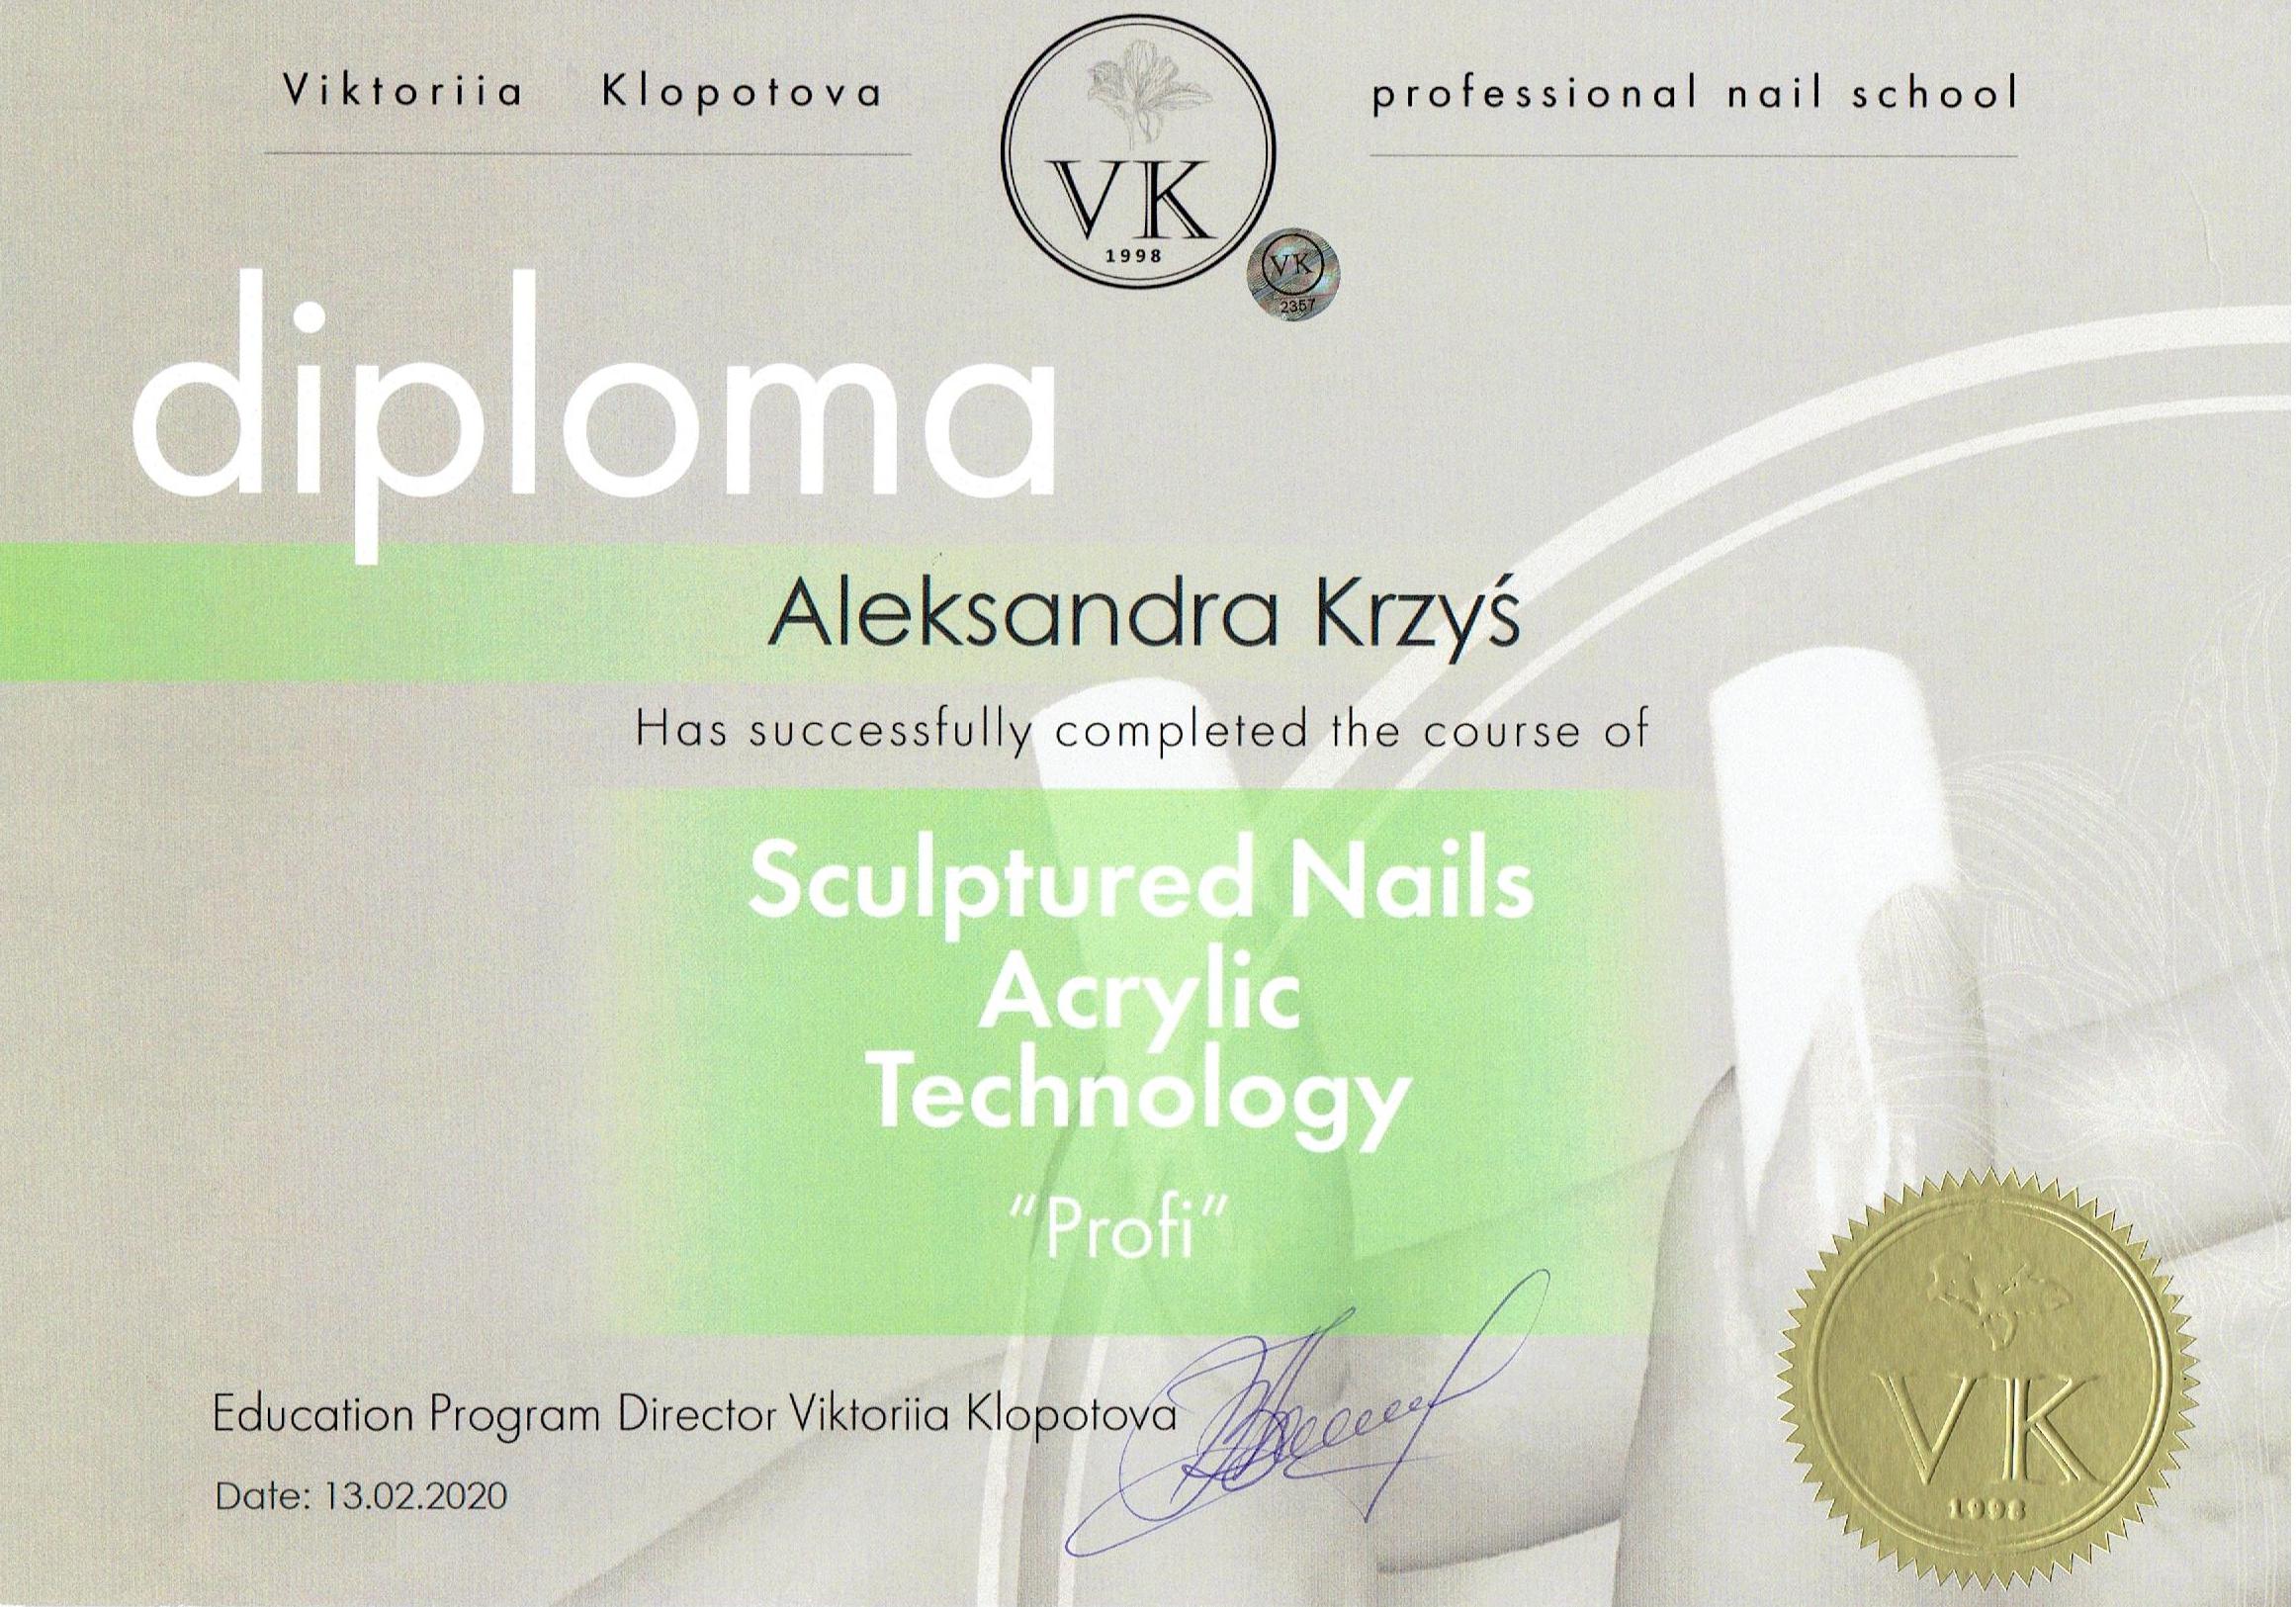 Viktoriia Klopotova
professional nail school
VK
1998
VK
2357
diploma
Aleksandra Krzyś
Has successfully completed the course of
Sculptured Nails
Acrylic
Technology
“Profi”
Education Program Director Viktoriia Klopotova
Date: 13.02.2020
VK
1998